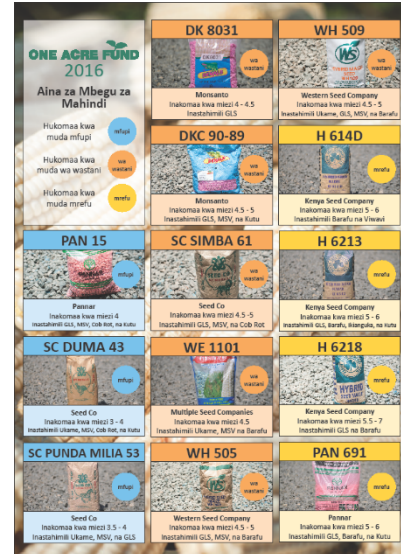 ONE ACRE FUND
2016
Aina za Mbegu za
Mahindi
Hukomaa kwa
muda mfupi
mfupi
Hukomaa kwa
muda wa wastani
wa
wastani
Hukomaa kwa
muda mrefu
mrefu
DK 8031
wa
wastani
Monsanto
Inakomaa kwa miezi 4 - 4.5
Inastahimili GLS
WH 509
WS
wa
wastani
Western Seed Company
Inakomaa kwa miezi 4.5 - 5
Inastahimili Ukame, GLS, MSV, na Barafu
DKC 90-89
wa
wastani
Monsanto
Inakomaa kwa miezi 4.5 - 5
Inastahimili GLS, MSV, na Kutu
H 614D
mrefu
Kenya Seed Company
Inakomaa kwa miezi 5 - 6
Inastahimili Barafu na Viwavi
PAN 15
mfupi
Pannar
Inakomaa kwa miezi 4
Inastahimili GLS, MSV, Cob Rot, na Kutu
SC SIMBA 61
wa
wastani
Seed Co
Inakomaa kwa miezi 4.5 -5
Inastahimili GLS, MSV, na Cob Rot
H 6213
mrefu
Kenya Seed Company
Inakomaa kwa miezi 5 - 6
Inastahimili GLS, Barafu, Kianguka, na Kutu
SC DUMA 43
mfupi
Seed Co
Inakomaa kwa miezi 3 - 4
Inastahimili Ukame, MSV, Cob Rot, na Kutu
WE 1101
wa
wastani
Multiple Seed Companies
Inakomaa kwa miezi 4.5
Inastahimili Ukame, MSV na Barafu
H 6218
HYBRID
mrefu
Kenya Seed Company
Inakomaa kwa miezi 5.5 - 7
Inastahimili GLS na Barafu
SC PUNDA MILIA 53
mfupi
Seed Co
Inakomaa kwa miezi 3.5 - 4
Inastahimili Ukame, MSV, na GLS
WH 505
wa
wastani
Western Seed Company
Inakomaa kwa miezi 4.5 - 5
Inastahimili GLS, MSV, na Barafu
PAN 691
mrefu
Pannar
Inakomaa kwa miezi 5 - 6
Inastahimili GLS, Barafu, na Kutu